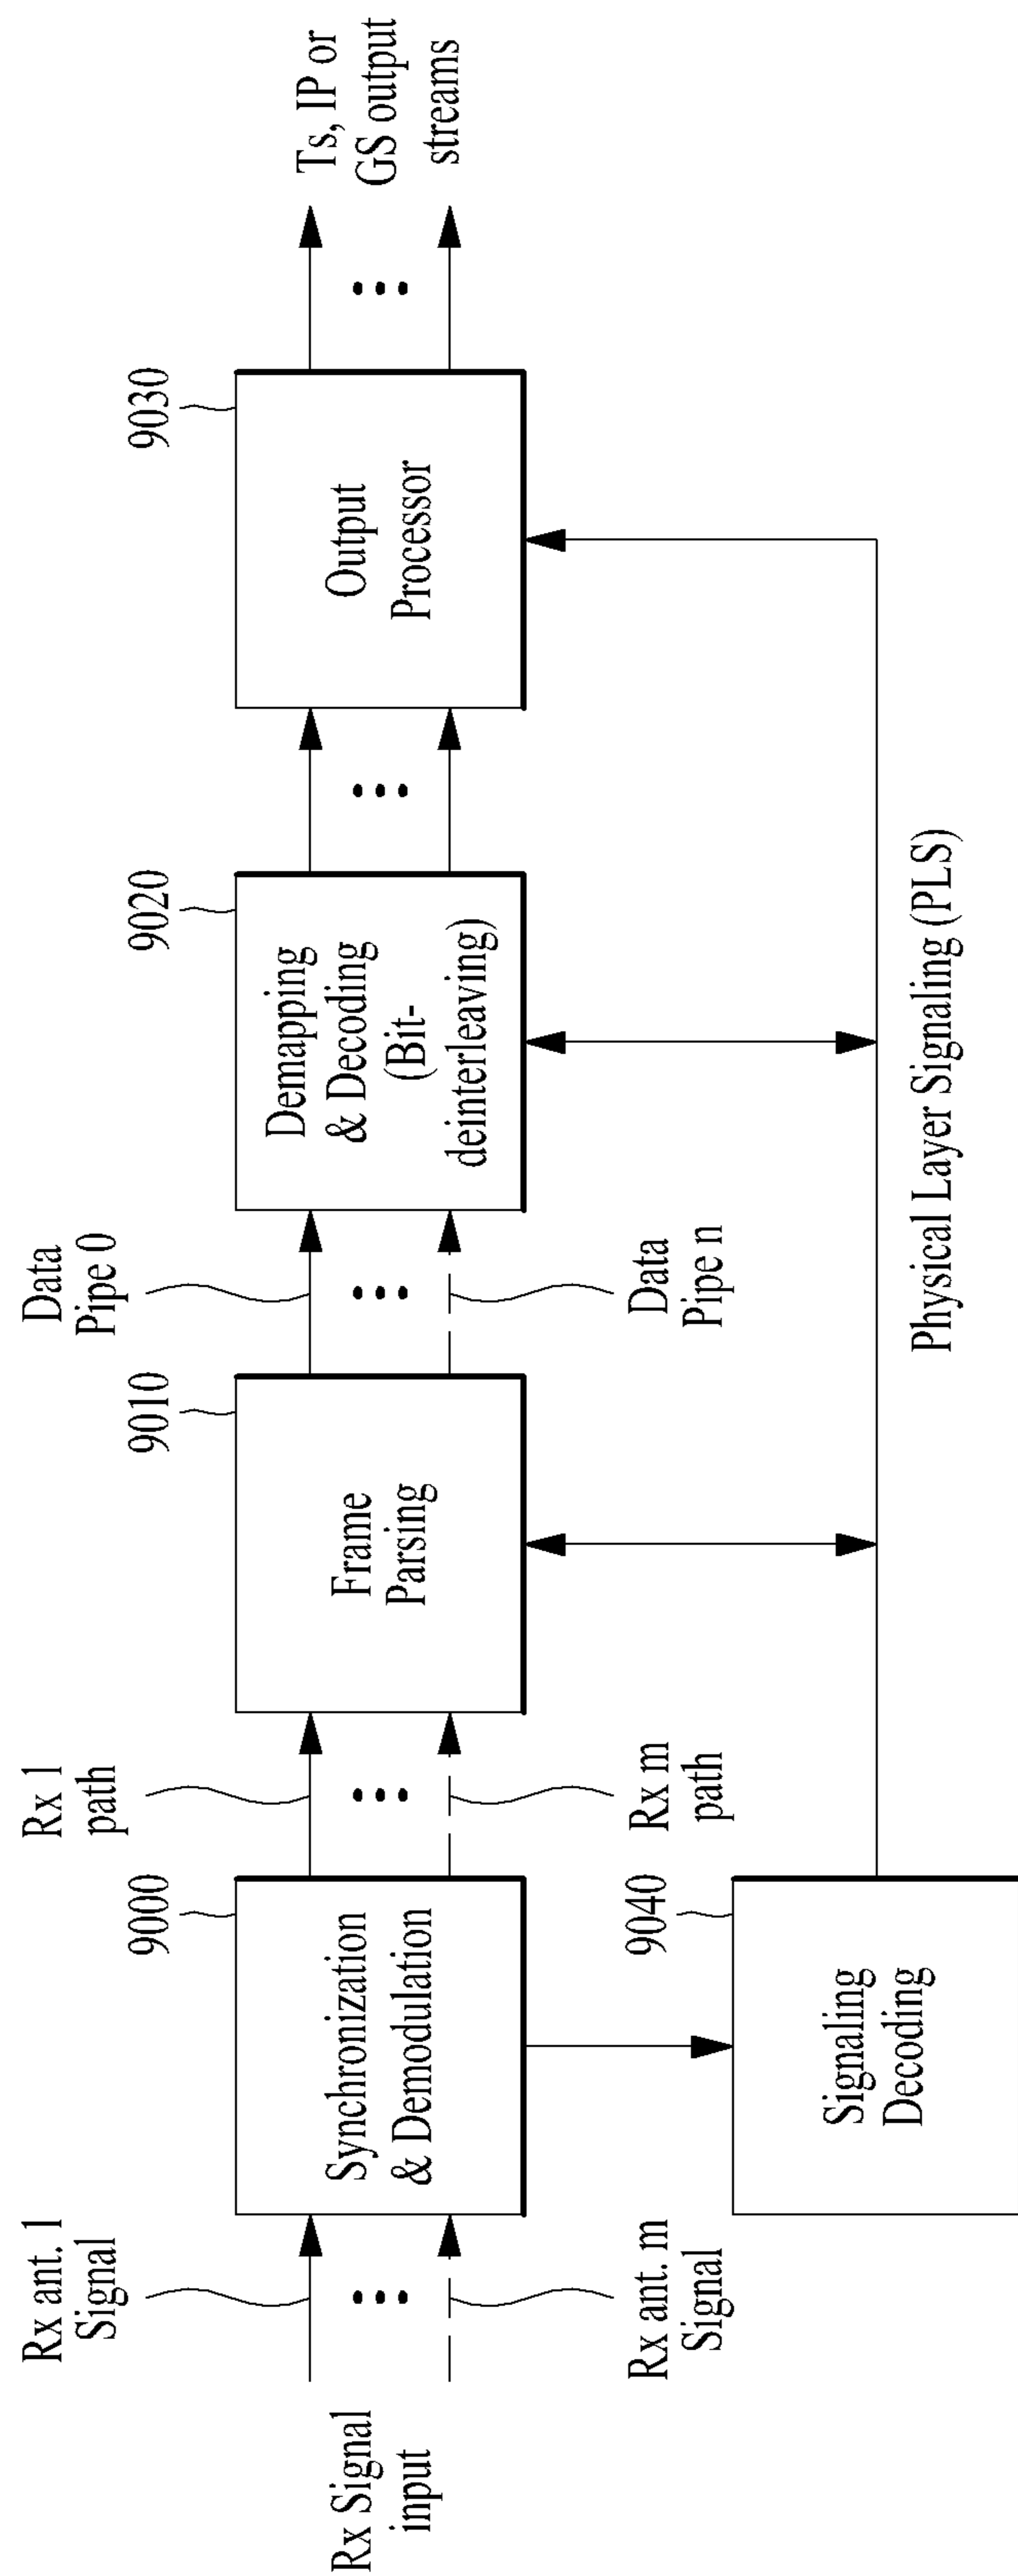 Rx Signal
input
Rx ant. 1
Signal
Rx ant. m
Signal
9000
Synchronization
& Demodulation
Rx 1
path
Rx m
path
9010
Frame
Parsing
Data
Pipe 0
Data
Pipe n
9020
Demapping
& Decoding
(Bit-
deinterleaving)
9030
Output
Processor
Ts, IP or
GS output
streams
9040
Signaling
Decoding
Physical Layer Signaling (PLS)